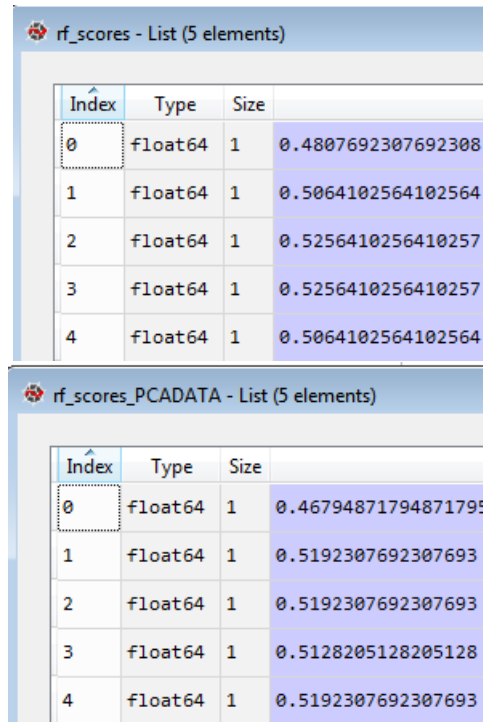 rf_scores - List (5 elements)
Index Type Size
0 float64 1 0.4807692307692308
1 float64 1 0.5064102564102564
2 float64 1 0.5256410256410257
3 float64 1 0.5256410256410257
4 float64 1 0.5064102564102564
rf_scores_PCADATA - List (5 elements)
Index Type Size
0 float64 1 0.46794871794871795
1 float64 1 0.5192307692307693
2 float64 1 0.5192307692307693
3 float64 1 0.5128205128205128
4 float64 1 0.5192307692307693